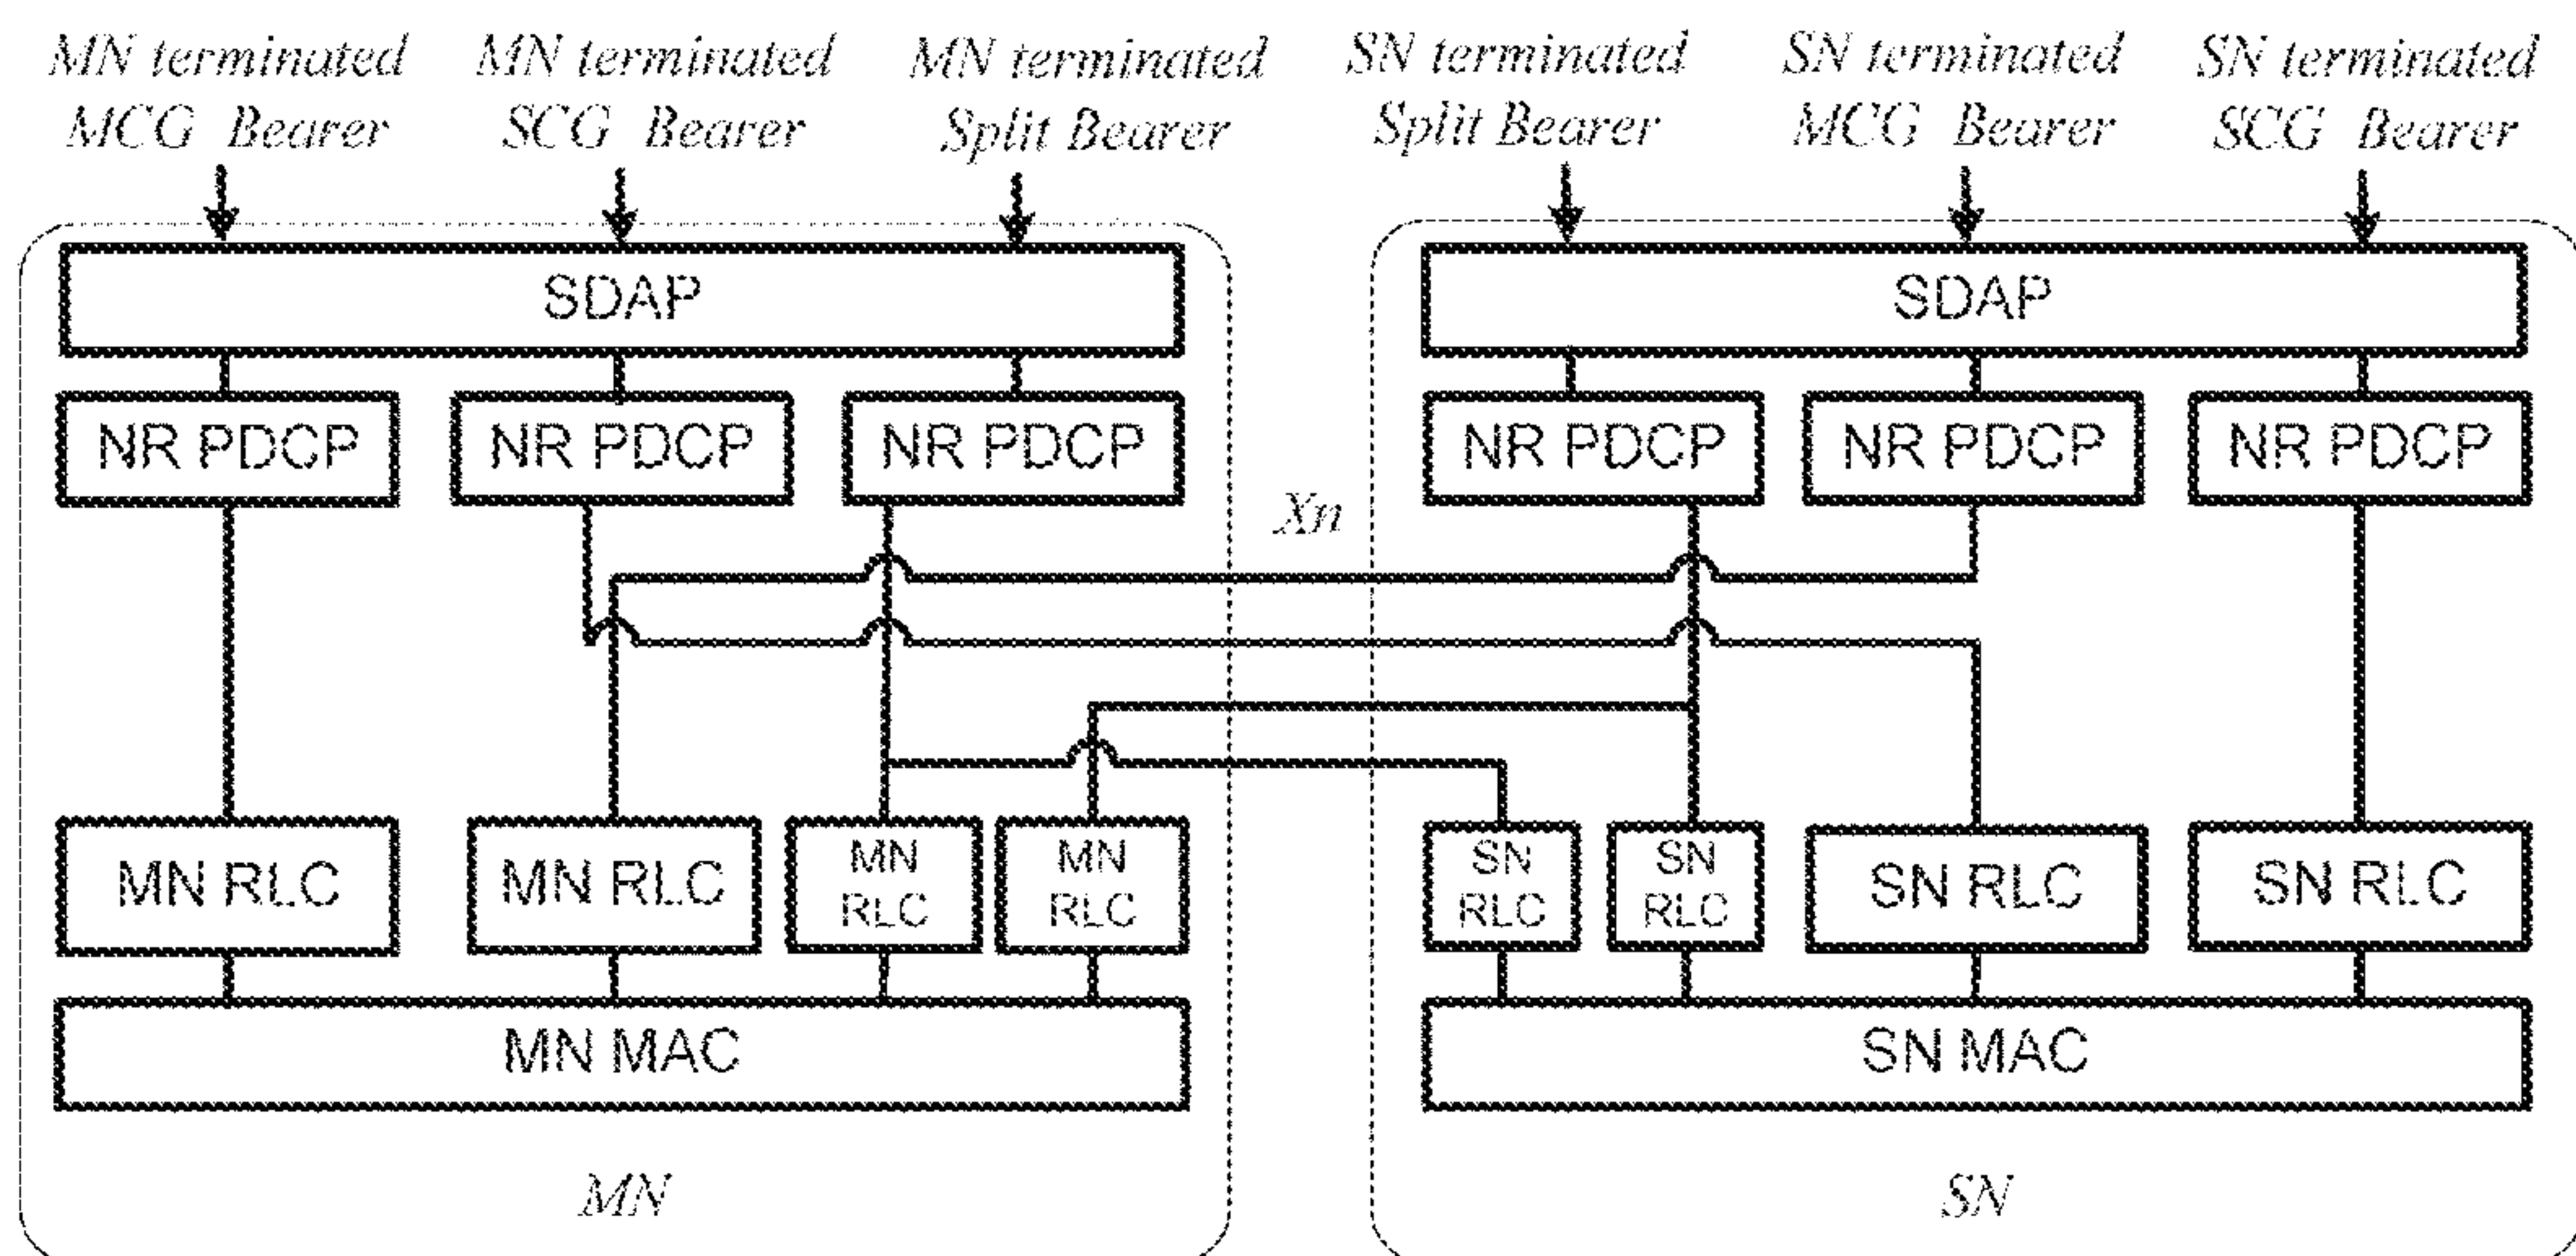 MN terminated MN terminated MN terminated SN terminated SN terminated SN terminated
MCG Bearer SCG Bearer Split Bearer Split Bearer MCG Bearer SCG Bearer
SDAP SDAP
NR PDCP NR PDCP NR PDCP NR PDCP NR PDCP NR PDCP
Xn
MN RLC MN RLC MN MN SN SN SN RLC SN RLC
RLC RLC RLC RLC
MN MAC SN MAC
MN SN